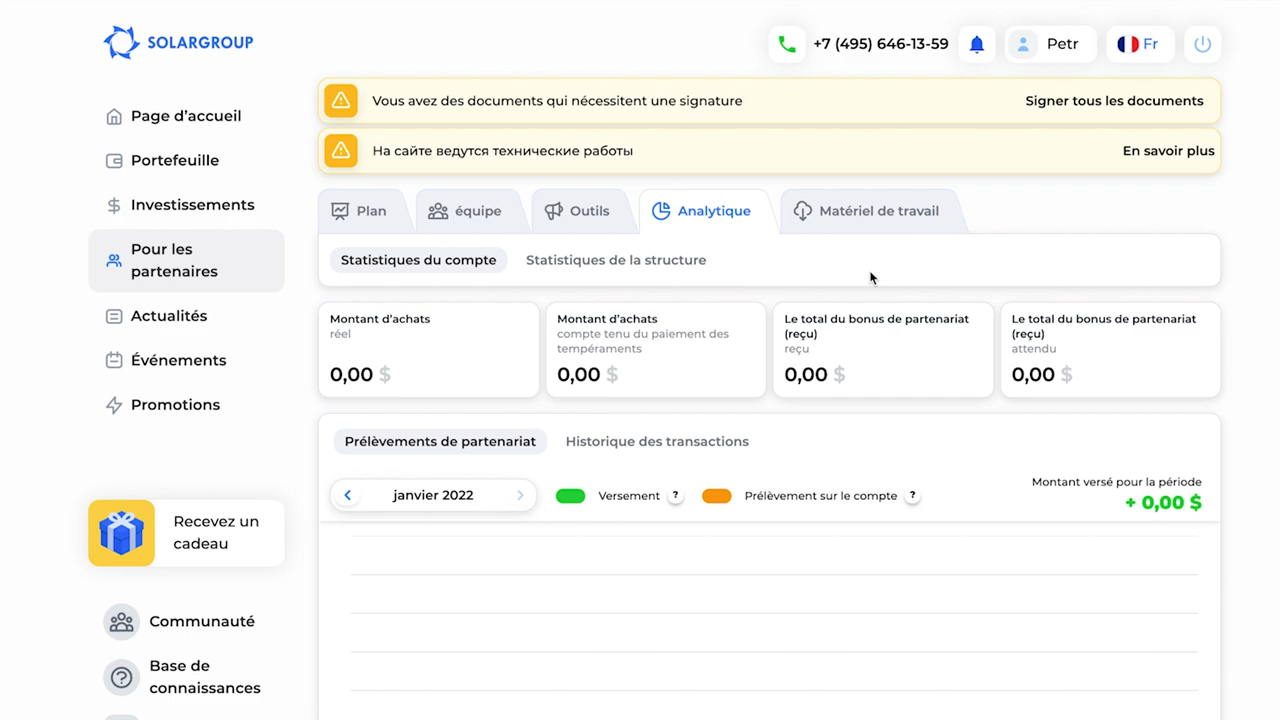 SOLARGROUP
+7 (495) 646-13-59
Petr
Fr
Page d’accueil
Portefeuille
Investissements
Pour les
partenaires
Actualités
Événements
Promotions
Recevez un
cadeau
Communauté
Base de
connaissances
Vous avez des documents qui nécessitent une signature
Signer tous les documents
На сайте ведутся технические работы
En savoir plus
Plan
équipe
Outils
Analytique
Matériel de travail
Statistiques du compte
Statistiques de la structure
Montant d’achats
réel
0,00 $
Montant d’achats
compte tenu du paiement des
tempéraments
0,00 $
Le total du bonus de partenariat
(reçu)
reçu
0,00 $
Le total du bonus de partenariat
(reçu)
attendu
0,00 $
Prélèvements de partenariat
Historique des transactions
janvier 2022
Versement ?
Prélèvement sur le compte ?
Montant versé pour la période
+ 0,00 $